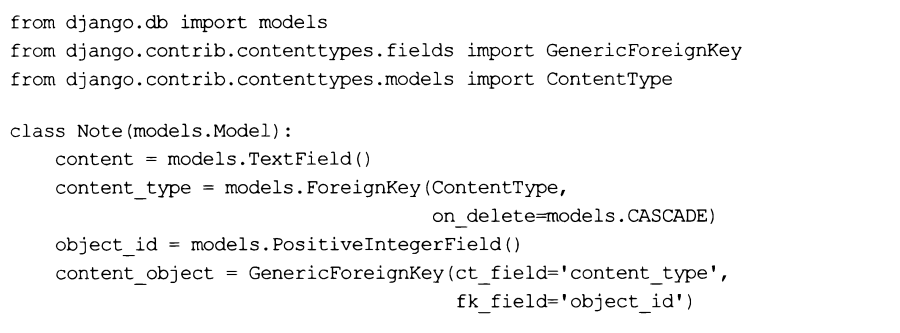 from django.db import models
from django.contrib.contenttypes.fields import GenericForeignKey
from django.contrib.contenttypes.models import ContentType

class Note(models.Model):
    content = models.TextField()
    content_type = models.ForeignKey(ContentType,
                                     on_delete=models.CASCADE)
    object_id = models.PositiveIntegerField()
    content_object = GenericForeignKey(ct_field='content_type',
                                       fk_field='object_id')